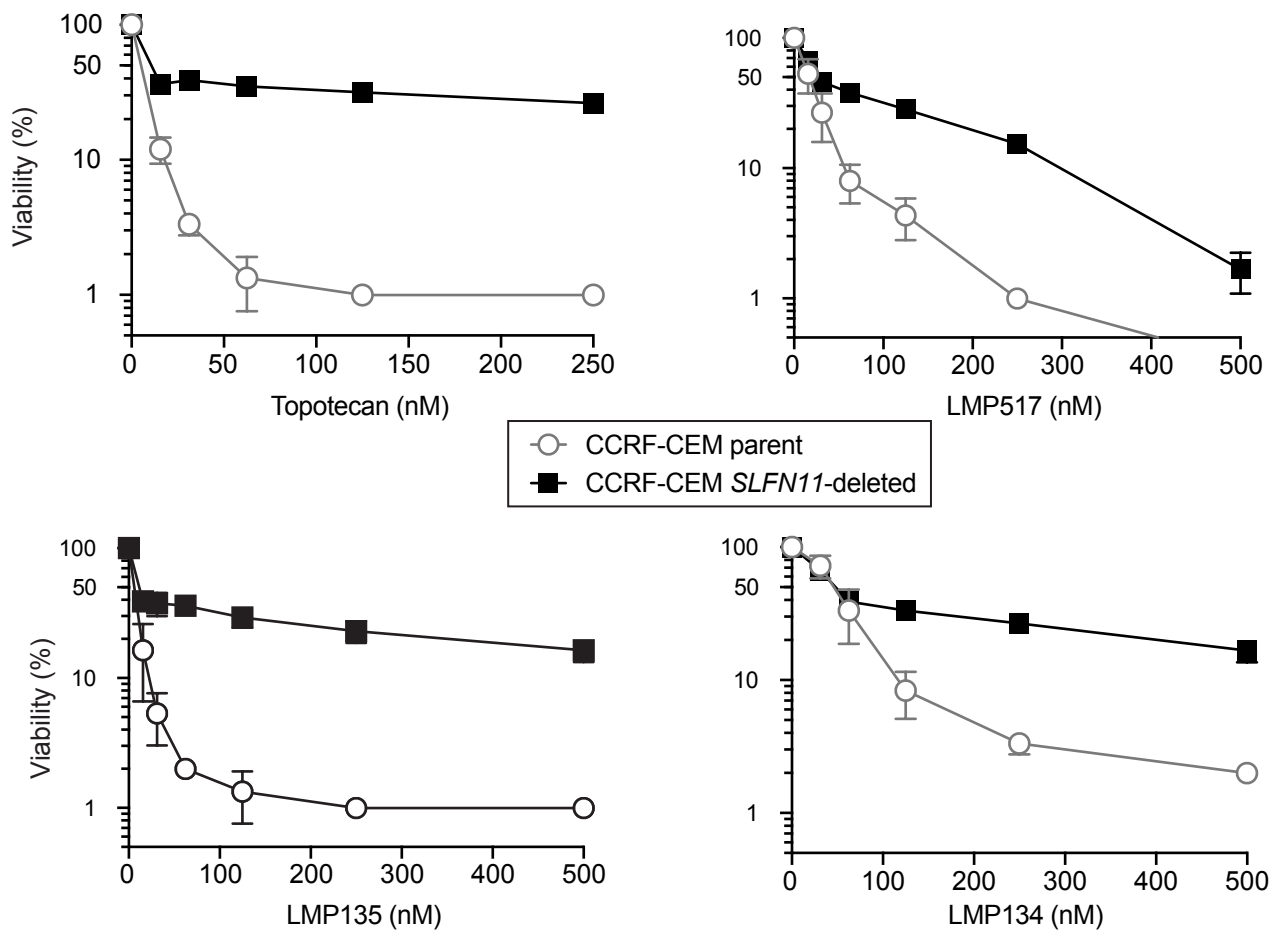 100
50
10
1
Viability (%)
0 50 100 150 200 250
Topotecan (nM)
100
50
10
1
0 100 200 300 400 500
LMP517 (nM)
CCRF-CEM parent
CCRF-CEM SLFN11-deleted
100
50
10
1
Viability (%)
0 100 200 300 400 500
LMP135 (nM)
100
50
10
1
0 100 200 300 400 500
LMP134 (nM)